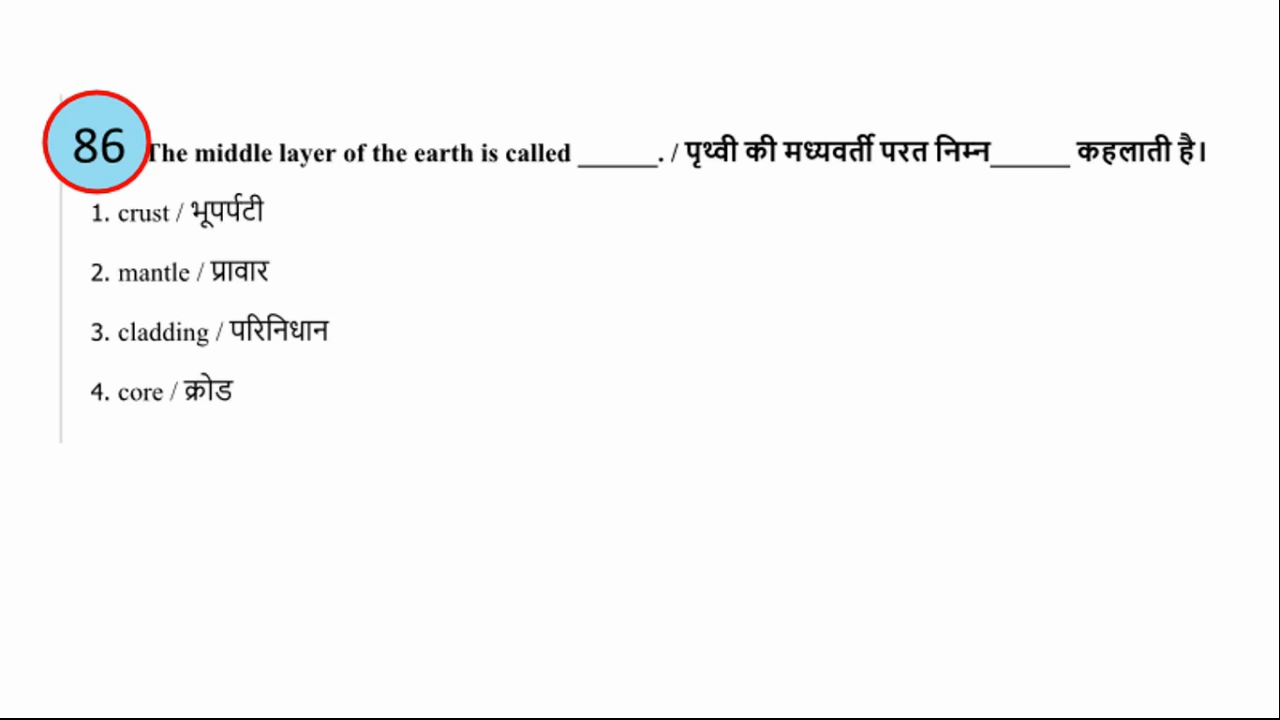 86 The middle layer of the earth is called ______. / पृथ्वी की मध्यवर्ती परत निम्न______ कहलाती है।
1. crust / भूपर्पटी
2. mantle / प्रावार
3. cladding / परिनिधान
4. core / क्रोड